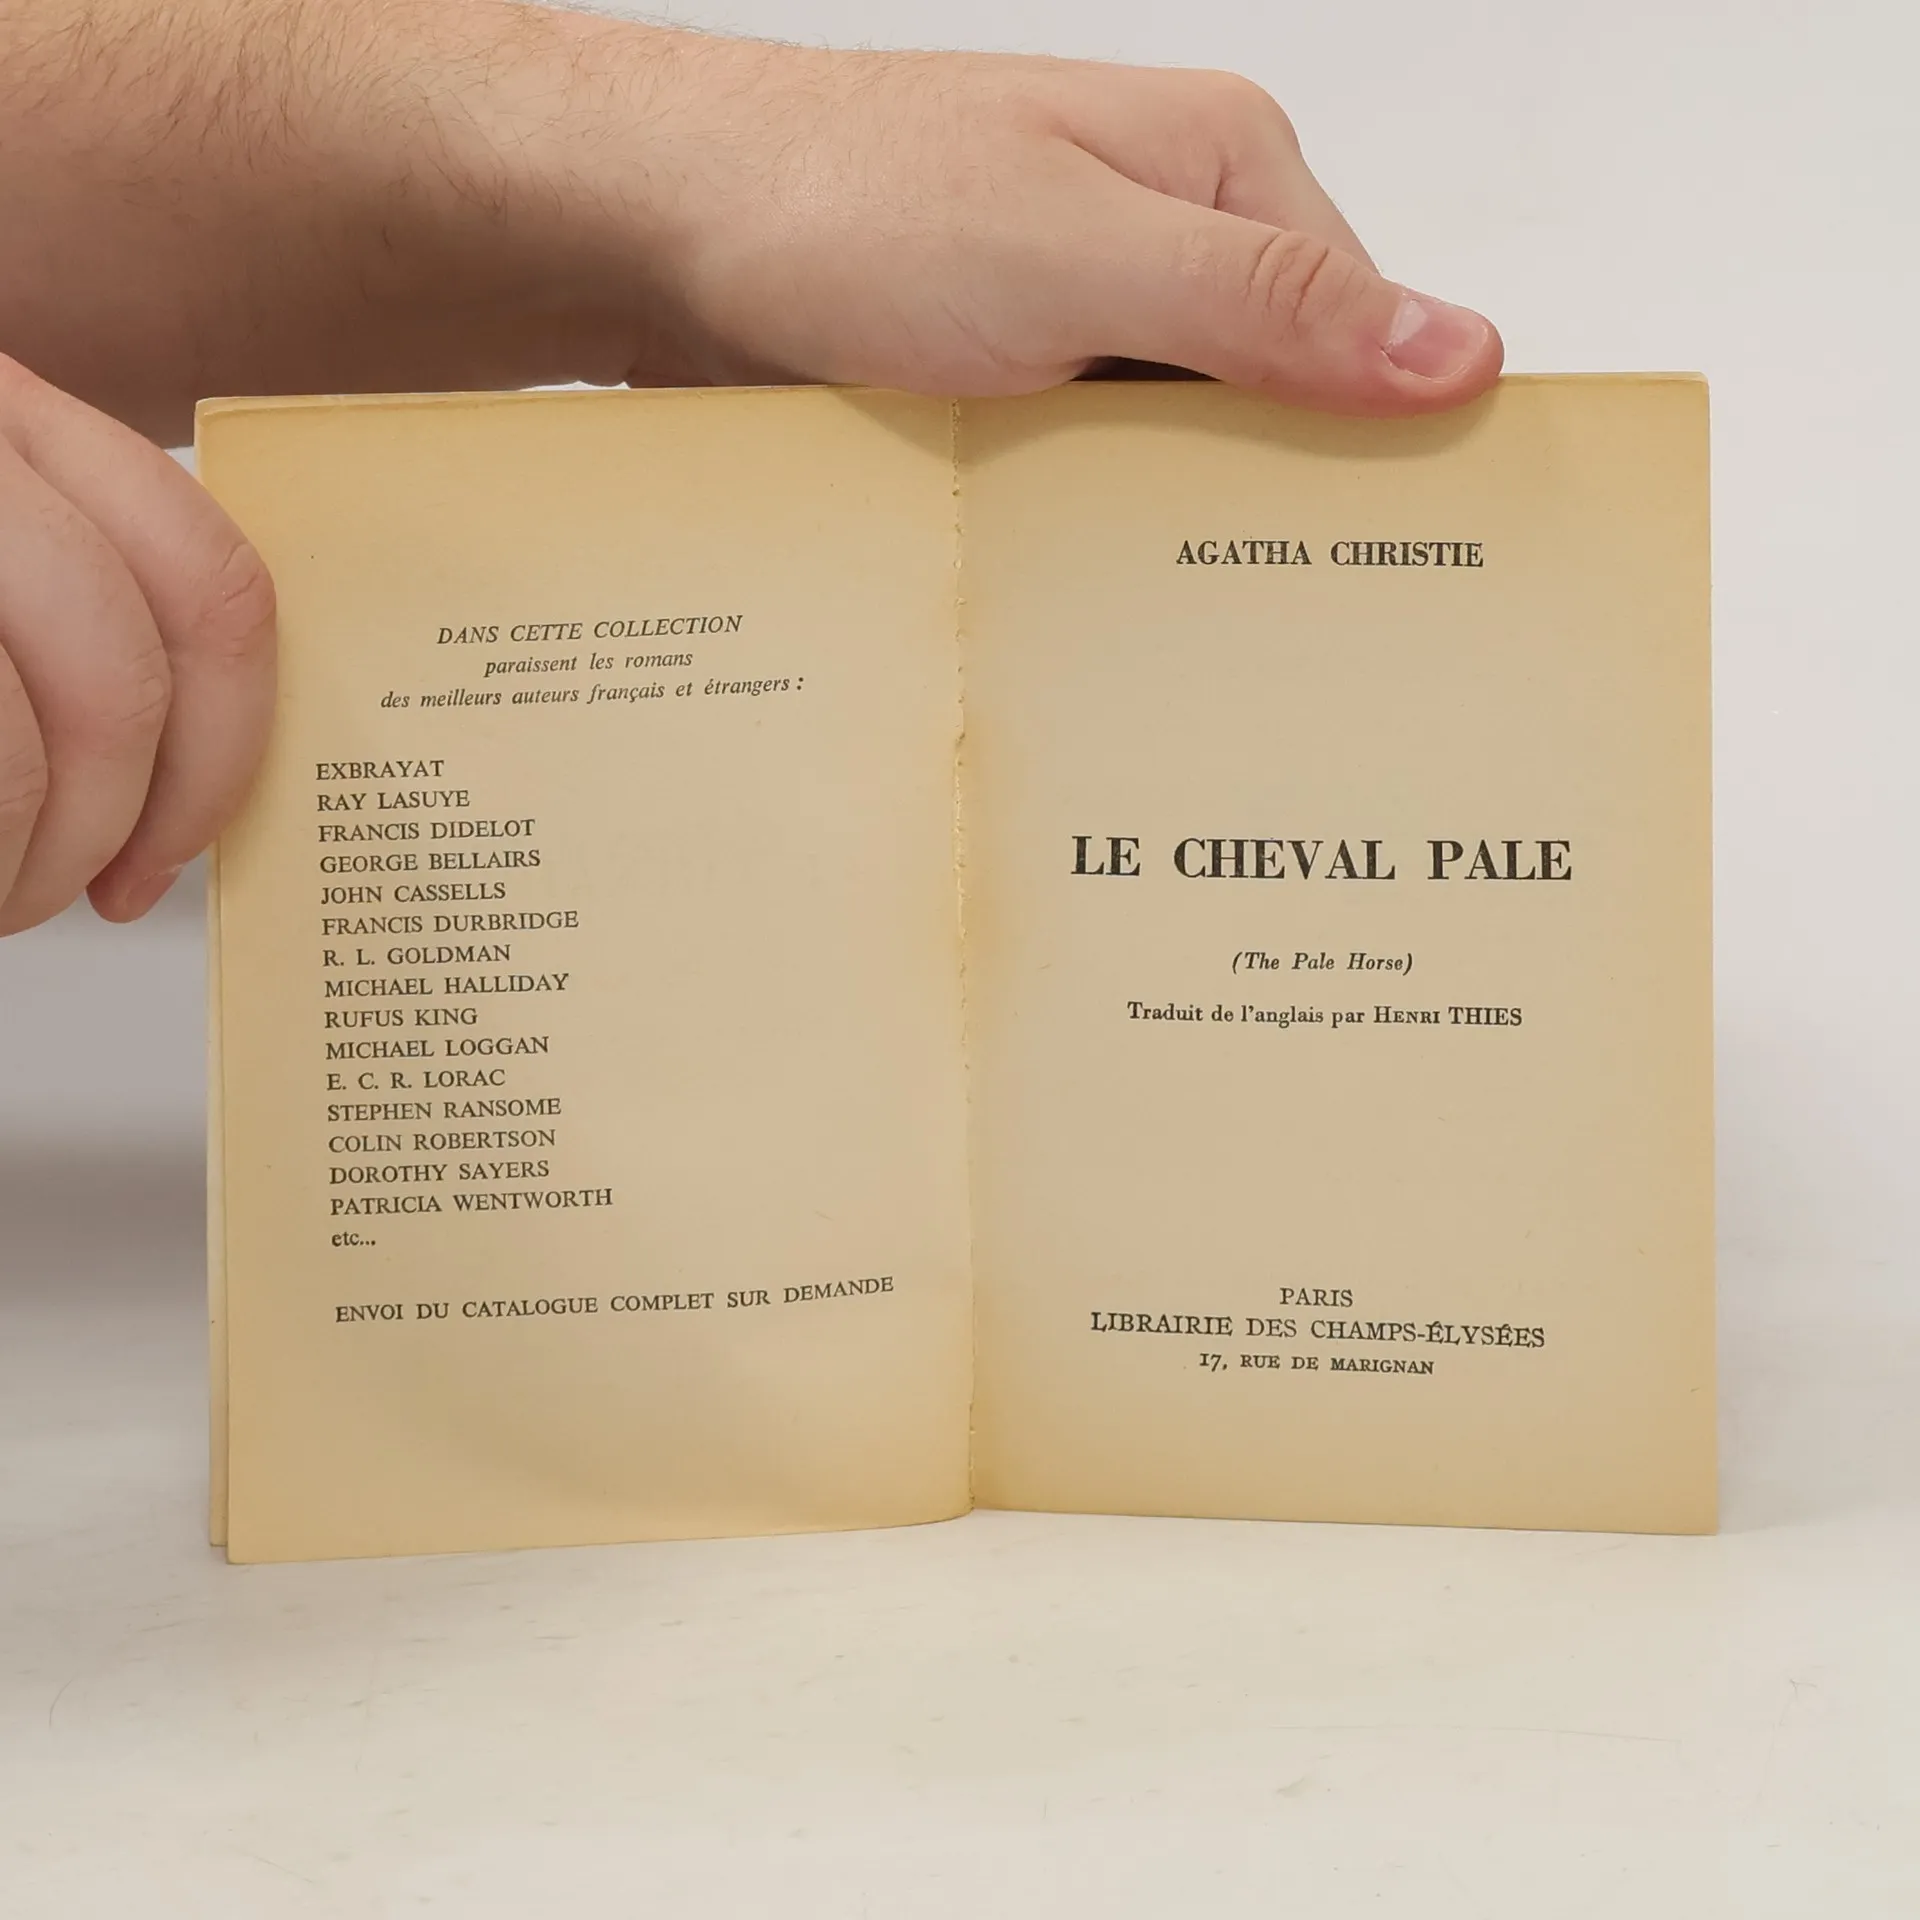 DANS CETTE COLLECTION
paraissent les romans
des meilleurs auteurs français et étrangers :
EXBRAYAT
RAY LASUYE
FRANCIS DIDELOT
GEORGE BELLAIRS
JOHN CASSELLS
FRANCIS DURBRIDGE
R. L. GOLDMAN
MICHAEL HALLIDAY
RUFUS KING
MICHAEL LOGGAN
E. C. R. LORAC
STEPHEN RANSOME
COLIN ROBERTSON
DOROTHY SAYERS
PATRICIA WENTWORTH
etc...
ENVOI DU CATALOGUE COMPLET SUR DEMANDE
AGATHA CHRISTIE
LE CHEVAL PALE
(The Pale Horse)
Traduit de l'anglais par HENRI THIES
PARIS
LIBRAIRIE DES CHAMPS-ÉLYSÉES
17, RUE DE MARIGNAN